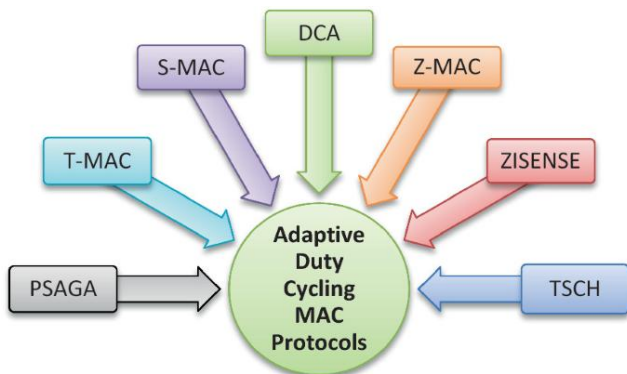 DCA
S-MAC
Z-MAC
T-MAC
ZISENSE
PSAGA
TSCH
Adaptive
Duty
Cycling
MAC
Protocols